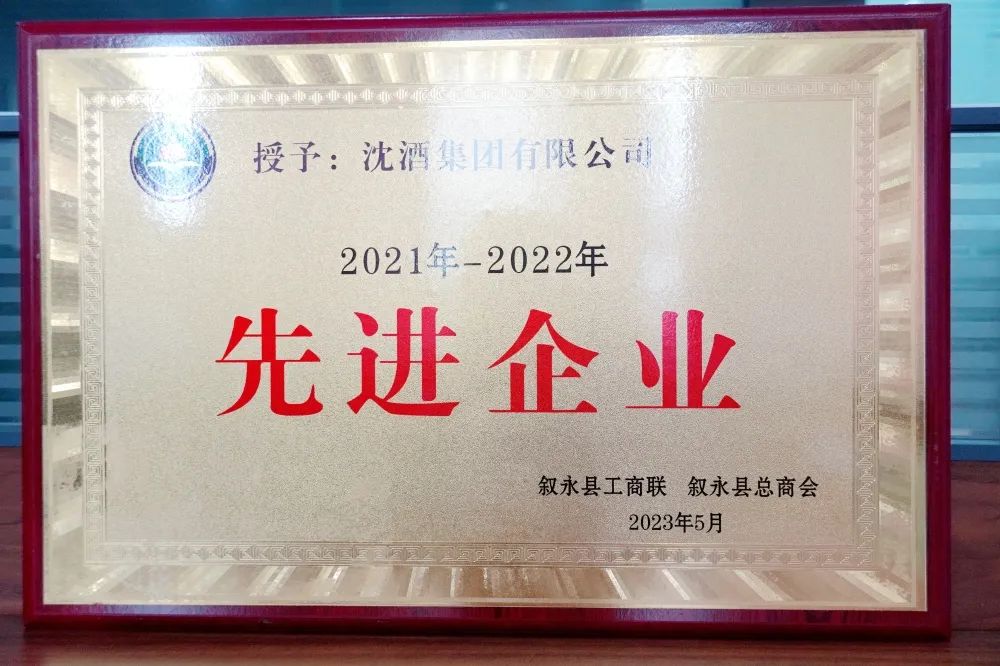 授予：沈酒集团有限公司
2021年-2022年
先进企业
叙永县工商联 叙永县总商会
2023年5月